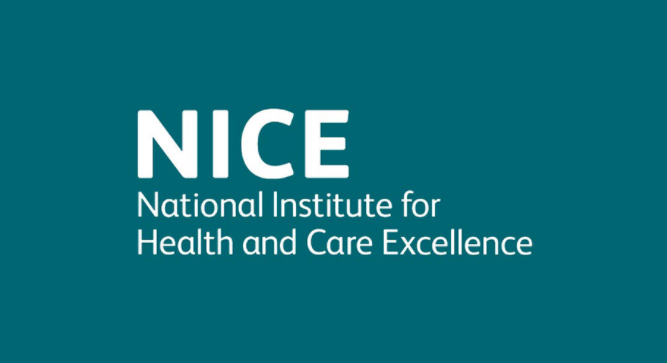 NICE
National Institute for
Health and Care Excellence